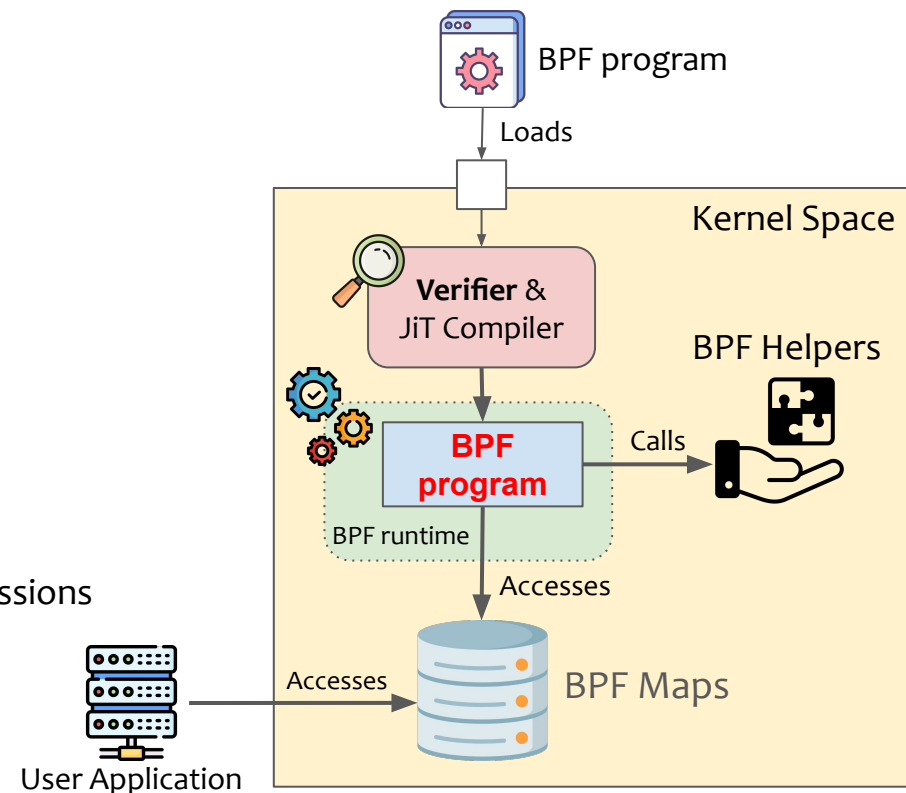 BPF program
Loads
Kernel Space
Verifier &
JiT Compiler
BPF Helpers
BPF
program
Calls
BPF runtime
Accesses
ssions
Accesses
BPF Maps
User Application